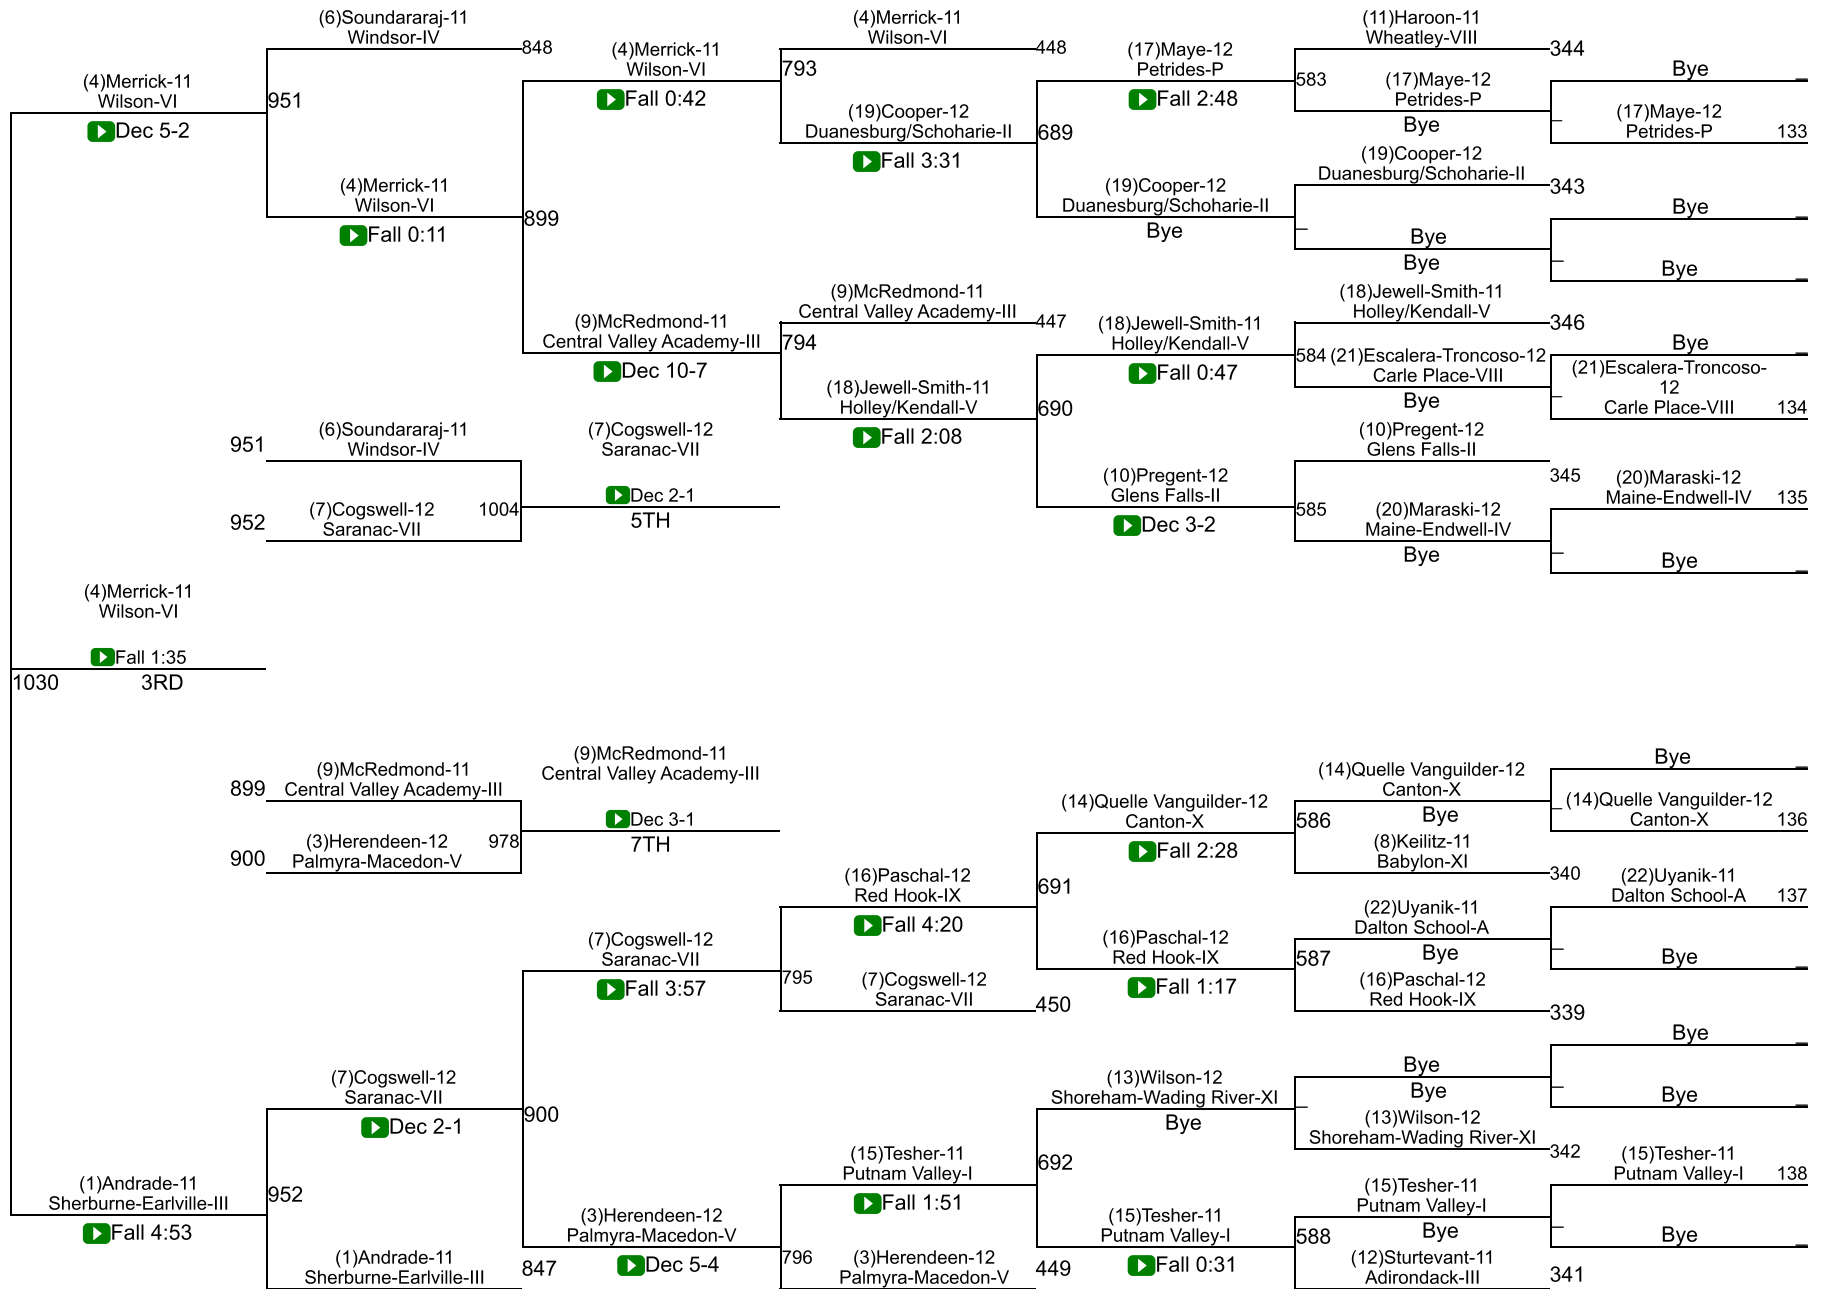 (6)Soundararaj-11
Windsor-IV
848
(4)Merrick-11
Wilson-VI
951
Dec 5-2
(4)Merrick-11
Wilson-VI
Fall 0:11
(4)Merrick-11
Wilson-VI
Fall 0:42
899
(9)McRedmond-11
Central Valley Academy-III
Dec 10-7
(4)Merrick-11
Wilson-VI
448
793
(19)Cooper-12
Duanesburg/Schoharie-II
Fall 3:31
(9)McRedmond-11
Central Valley Academy-III
447
794
(18)Jewell-Smith-11
Holley/Kendall-V
Fall 2:08
(17)Maye-12
Petrides-P
Fall 2:48
689
(19)Cooper-12
Duanesburg/Schoharie-II
Bye
(18)Jewell-Smith-11
Holley/Kendall-V
Fall 0:47
690
(10)Pregent-12
Glens Falls-II
Dec 3-2
(11)Haroon-11
Wheatley-VIII
344
583
(17)Maye-12
Petrides-P
Bye
(19)Cooper-12
Duanesburg/Schoharie-II
343
_
Bye
Bye
(18)Jewell-Smith-11
Holley/Kendall-V
346
584
(21)Escalera-Troncoso-12
Carle Place-VIII
Bye
(10)Pregent-12
Glens Falls-II
345
585
(20)Maraski-12
Maine-Endwell-IV
Bye
Bye _
_
(17)Maye-12
Petrides-P 133
Bye _
_
Bye _
Bye _
_
(21)Escalera-Troncoso-
12
Carle Place-VIII 134
(20)Maraski-12
Maine-Endwell-IV 135
_
Bye _
951
(6)Soundararaj-11
Windsor-IV
952
(7)Cogswell-12
Saranac-VII
1004
(7)Cogswell-12
Saranac-VII
Dec 2-1
5TH
(4)Merrick-11
Wilson-VI
Fall 1:35
1030
3RD
899
(9)McRedmond-11
Central Valley Academy-III
900
(3)Herendeen-12
Palmyra-Macedon-V
978
(9)McRedmond-11
Central Valley Academy-III
Dec 3-1
7TH
(1)Andrade-11
Sherburne-Earlville-III
Fall 4:53
(7)Cogswell-12
Saranac-VII
Dec 2-1
952
(1)Andrade-11
Sherburne-Earlville-III
847
(7)Cogswell-12
Saranac-VII
Fall 3:57
900
(3)Herendeen-12
Palmyra-Macedon-V
Dec 5-4
(16)Paschal-12
Red Hook-IX
Fall 4:20
795
(7)Cogswell-12
Saranac-VII
450
(15)Tesher-11
Putnam Valley-I
Fall 1:51
796
(3)Herendeen-12
Palmyra-Macedon-V
449
(14)Quelle Vanguilder-12
Canton-X
Fall 2:28
691
(16)Paschal-12
Red Hook-IX
Fall 1:17
(13)Wilson-12
Shoreham-Wading River-XI
Bye
692
(15)Tesher-11
Putnam Valley-I
Fall 0:31
(14)Quelle Vanguilder-12
Canton-X
586
Bye
(8)Keilitz-11
Babylon-XI
340
(22)Uyanik-11
Dalton School-A
587
Bye
(16)Paschal-12
Red Hook-IX
339
Bye
_
Bye
(13)Wilson-12
Shoreham-Wading River-XI
342
(15)Tesher-11
Putnam Valley-I
588
Bye
(12)Sturtevant-11
Adirondack-III
341
Bye _
_
(14)Quelle Vanguilder-12
Canton-X 136
(22)Uyanik-11
Dalton School-A 137
_
Bye _
Bye _
_
Bye _
(15)Tesher-11
Putnam Valley-I 138
_
Bye _